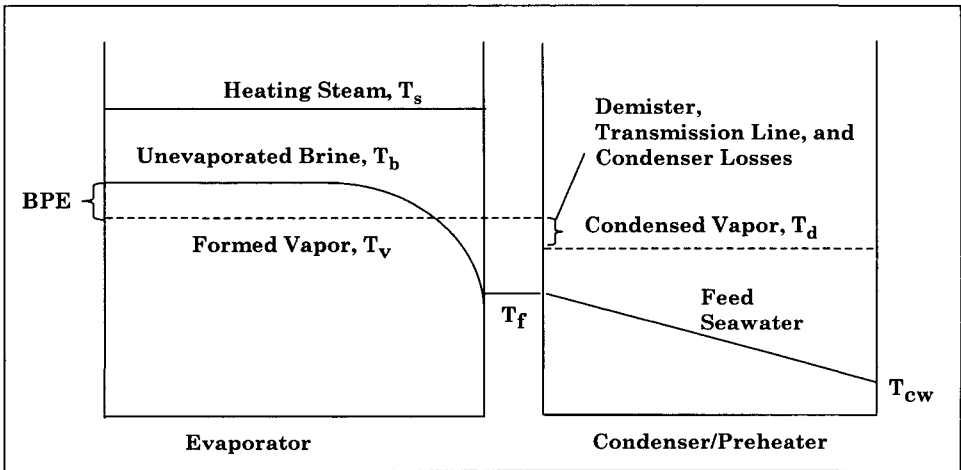 Heating Steam, Ts
Demister,
Transmission Line, and
Condenser Losses
Unevaporated Brine, Tb
BPE
Condensed Vapor, Td
Formed Vapor, Tv
Feed
Seawater
Tf
Tcw
Evaporator
Condenser/Preheater